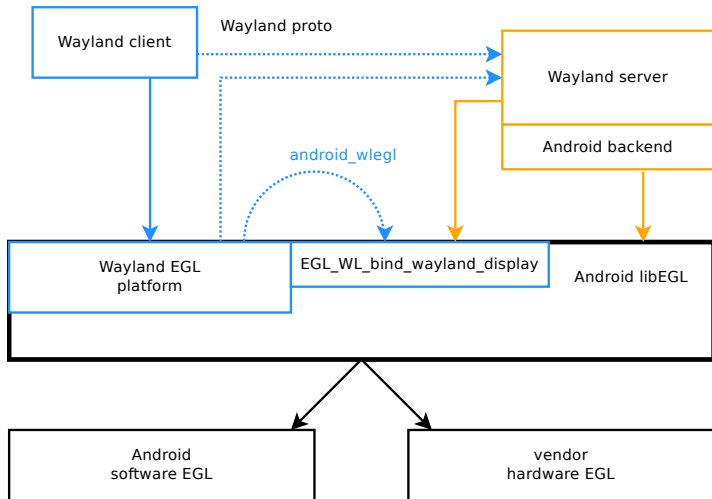 Wayland proto
Wayland client
Wayland server
Android backend
android_wlegl
Wayland EGL
platform
EGL_WL_bind_wayland_display
Android libEGL
Android
software EGL
vendor
hardware EGL